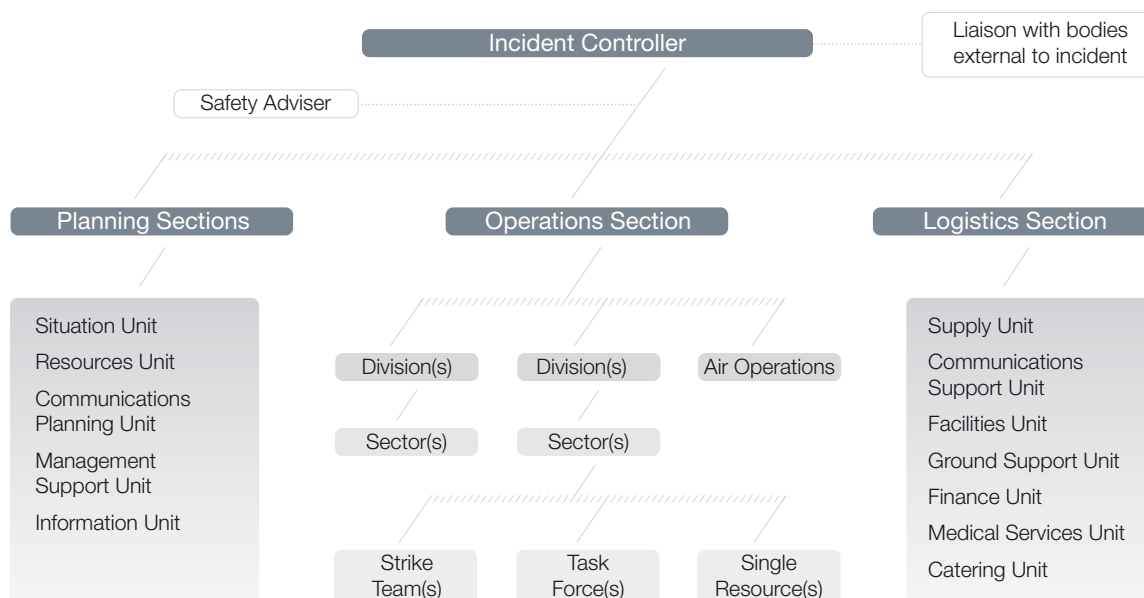 Incident Controller
Liaison with bodies
external to incident
Safety Adviser
Planning Sections
Operations Section
Logistics Section
Situation Unit
Resources Unit
Communications
Planning Unit
Management
Support Unit
Information Unit
Division(s)
Division(s)
Air Operations
Sector(s)
Sector(s)
Strike
Team(s)
Task
Force(s)
Single
Resource(s)
Supply Unit
Communications
Support Unit
Facilities Unit
Ground Support Unit
Finance Unit
Medical Services Unit
Catering Unit